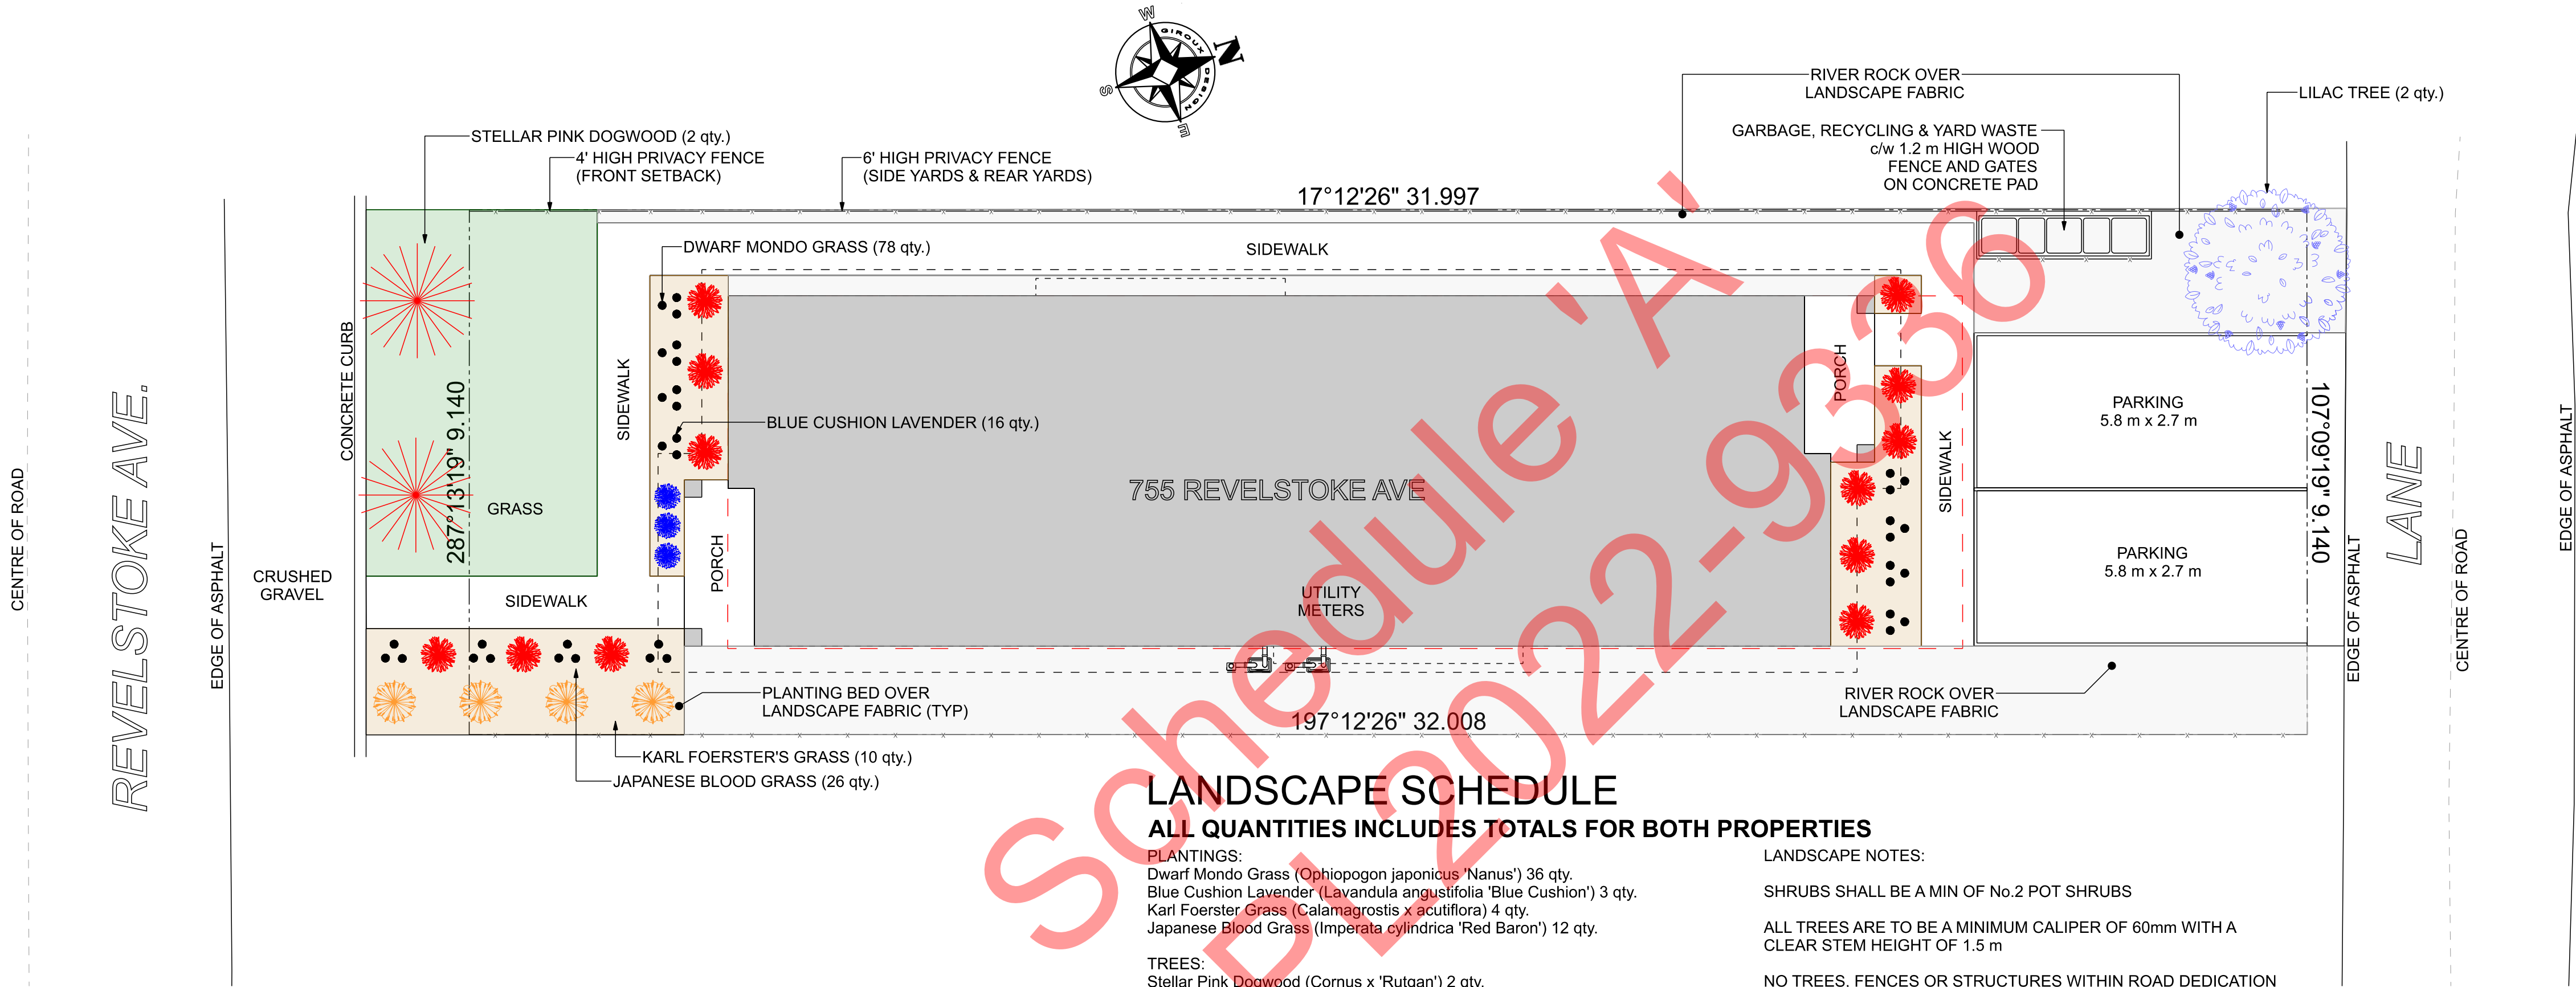 W
N
S
E
GIROUX DESIGN
RIVER ROCK OVER
LANDSCAPE FABRIC
LILAC TREE (2 qty.)
GARBAGE, RECYCLING & YARD WASTE
c/w 1.2 m HIGH WOOD
FENCE AND GATES
ON CONCRETE PAD
STELLAR PINK DOGWOOD (2 qty.)
4' HIGH PRIVACY FENCE
(FRONT SETBACK)
6' HIGH PRIVACY FENCE
(SIDE YARDS & REAR YARDS)
17°12'26" 31.997
DWARF MONDO GRASS (78 qty.)
SIDEWALK
CENTRE OF ROAD
REVELSTOKE AVE.
EDGE OF ASPHALT
CRUSHED
GRAVEL
CONCRETE CURB
287°13'19" 9.140
GRASS
SIDEWALK
SIDEWALK
BLUE CUSHION LAVENDER (16 qty.)
PORCH
755 REVELSTOKE AVE
UTILITY
METERS
PORCH
SIDEWALK
PARKING
5.8 m x 2.7 m
PARKING
5.8 m x 2.7 m
107°09'19" 9.140
EDGE OF ASPHALT
LANE
CENTRE OF ROAD
EDGE OF ASPHALT
PLANTING BED OVER
LANDSCAPE FABRIC (TYP)
RIVER ROCK OVER
LANDSCAPE FABRIC
197°12'26" 32.008
KARL FOERSTER'S GRASS (10 qty.)
JAPANESE BLOOD GRASS (26 qty.)
Schedule 'A'
PL2022-9336
LANDSCAPE SCHEDULE
ALL QUANTITIES INCLUDES TOTALS FOR BOTH PROPERTIES
PLANTINGS:
Dwarf Mondo Grass (Ophiopogon japonicus 'Nanus') 36 qty.
Blue Cushion Lavender (Lavandula angustifolia 'Blue Cushion') 3 qty.
Karl Foerster Grass (Calamagrostis x acutiflora) 4 qty.
Japanese Blood Grass (Imperata cylindrica 'Red Baron') 12 qty.
TREES:
Stellar Pink Dogwood (Cornus x 'Rutgan') 2 qty.
LANDSCAPE NOTES:
SHRUBS SHALL BE A MIN OF No.2 POT SHRUBS
ALL TREES ARE TO BE A MINIMUM CALIPER OF 60mm WITH A
CLEAR STEM HEIGHT OF 1.5 m
NO TREES, FENCES OR STRUCTURES WITHIN ROAD DEDICATION